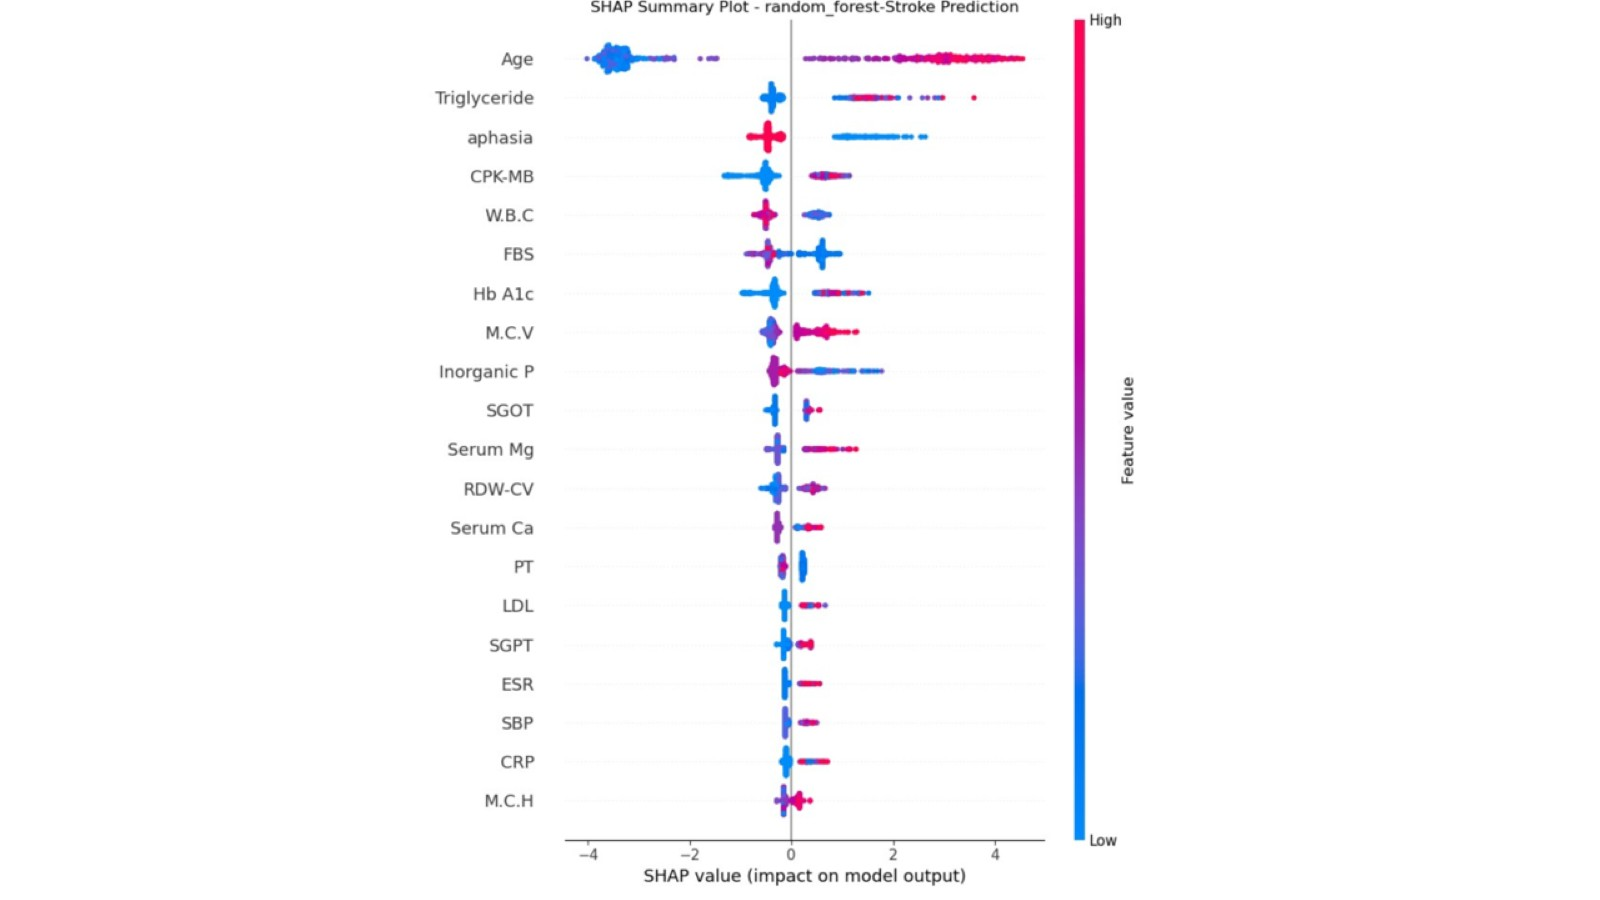 SHAP Summary Plot - random_forest-Stroke Prediction
High
Age
Triglyceride
aphasia
CPK-MB
W.B.C
FBS
Hb A1c
M.C.V
Inorganic P
SGOT
Serum Mg
RDW-CV
Serum Ca
PT
LDL
SGPT
ESR
SBP
CRP
M.C.H
Feature value
Low
−4 −2 0 2 4
SHAP value (impact on model output)